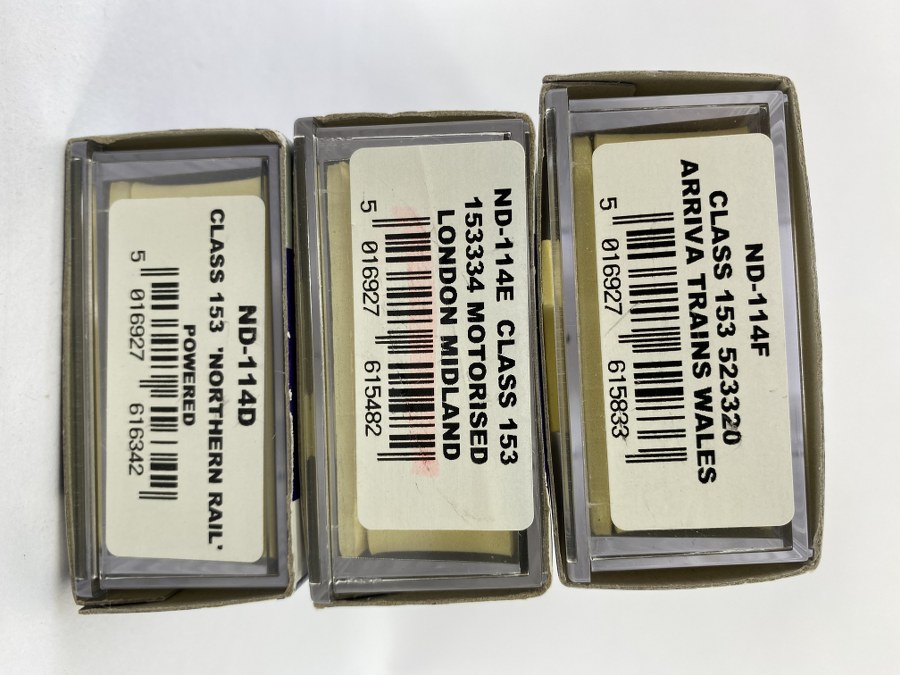 ND-114D
CLASS 153 'NORTHERN RAIL'
POWERED
5 016927 616342
ND-114E CLASS 153
153334 MOTORISED
LONDON MIDLAND
5 016927 615482
ND-114F
CLASS 153 523320
ARRIVA TRAINS WALES
5 016927 615833